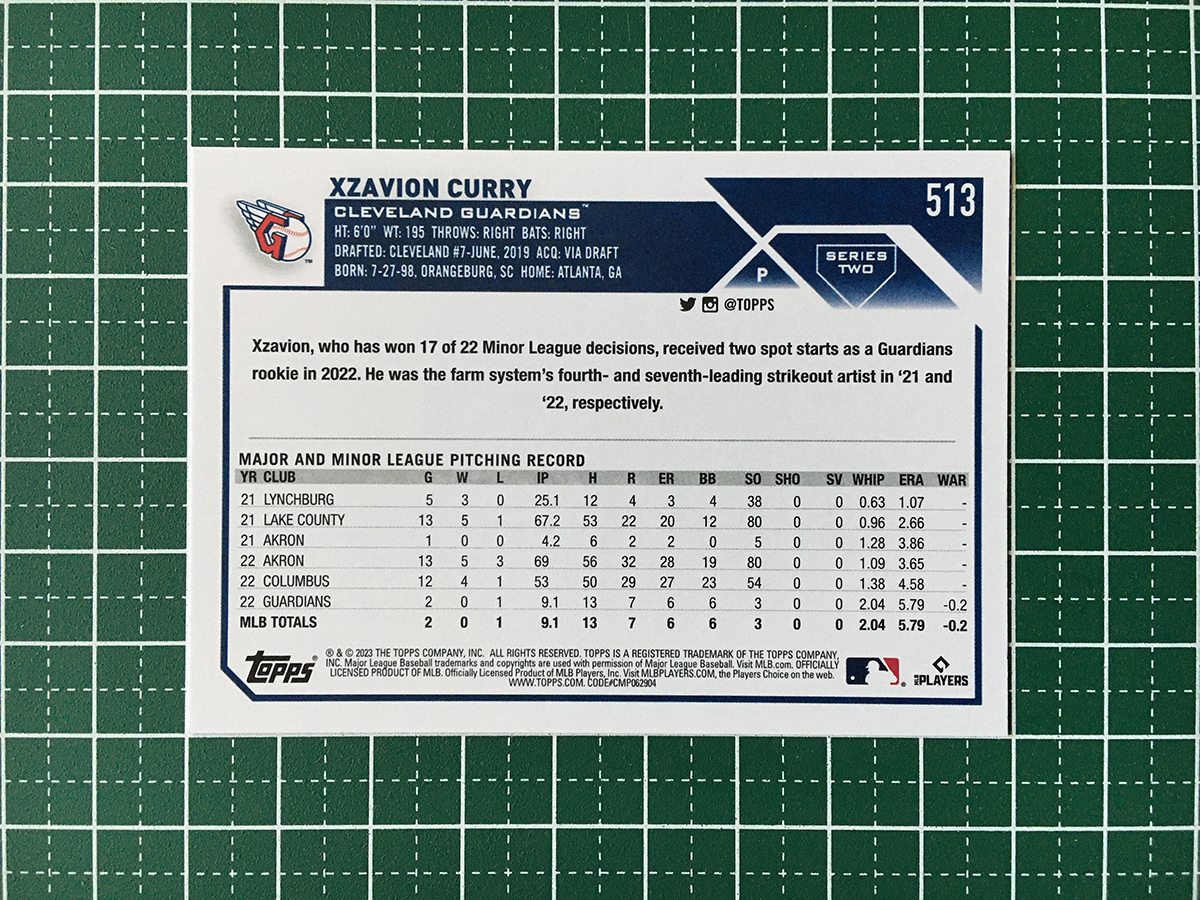 XZAVION CURRY
513
CLEVELAND GUARDIANS™
HT: 6'0" WT: 195 THROWS: RIGHT BATS: RIGHT
DRAFTED: CLEVELAND #7-JUNE, 2019 ACQ: VIA DRAFT
BORN: 7-27-98, ORANGEBURG, SC HOME: ATLANTA, GA
P
SERIES
TWO
@TOPPS
Xzavion, who has won 17 of 22 Minor League decisions, received two spot starts as a Guardians
rookie in 2022. He was the farm system's fourth- and seventh-leading strikeout artist in '21 and
'22, respectively.
MAJOR AND MINOR LEAGUE PITCHING RECORD
YR CLUB G W L IP H R ER BB SO SHO SV WHIP ERA WAR
21 LYNCHBURG 5 3 0 25.1 12 4 3 4 38 0 0 0.63 1.07 -
21 LAKE COUNTY 13 5 1 67.2 53 22 20 12 80 0 0 0.96 2.66 -
21 AKRON 1 0 0 4.2 6 2 2 0 5 0 0 1.28 3.86 -
22 AKRON 13 5 3 69 56 32 28 19 80 0 0 1.09 3.65 -
22 COLUMBUS 12 4 1 53 50 29 27 23 54 0 0 1.38 4.58 -
22 GUARDIANS 2 0 1 9.1 13 7 6 6 3 0 0 2.04 5.79 -0.2
MLB TOTALS 2 0 1 9.1 13 7 6 6 3 0 0 2.04 5.79 -0.2
TOPPS®
® & © 2023 THE TOPPS COMPANY, INC. ALL RIGHTS RESERVED. TOPPS IS A REGISTERED TRADEMARK OF THE TOPPS COMPANY,
INC. Major League Baseball trademarks and copyrights are used with permission of Major League Baseball. Visit MLB.com. OFFICIALLY
LICENSED PRODUCT OF MLB. Officially Licensed Product of MLB Players, Inc. Visit MLBPLAYERS.COM, the Players Choice on the web.
WWW.TOPPS.COM. CODE#CMP062904
MLB PLAYERS